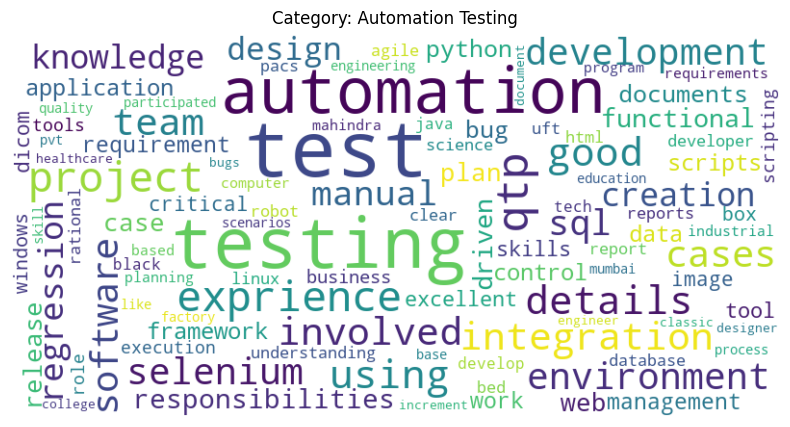 Category: Automation Testing
knowledge
design
agile
python
development
pacs
engineering
document
program
requirements
application
automation
documents
quality
participated
functional
team
mahindra
java
bug
uft
html
developer
scripting
tools
pvt
requirement
test
science
good
scripts
dicom
healthcare
bugs
plan
education
project
computer
manual
qtp
creation
critical
robot
clear
tech
reports
box
skill
rational
case
scenarios
testing
driven
sql
data
industrial
windows
regression
software
based
black
skills
report
cases
planning
linux
business
control
mumbai
image
like
exprience
excellent
details
tool
release
factory
framework
involved
integration
engineer
classic
designer
execution
understanding
base
develop
database
process
role
selenium
using
bed
environment
college
responsibilities
increment
work
web
management